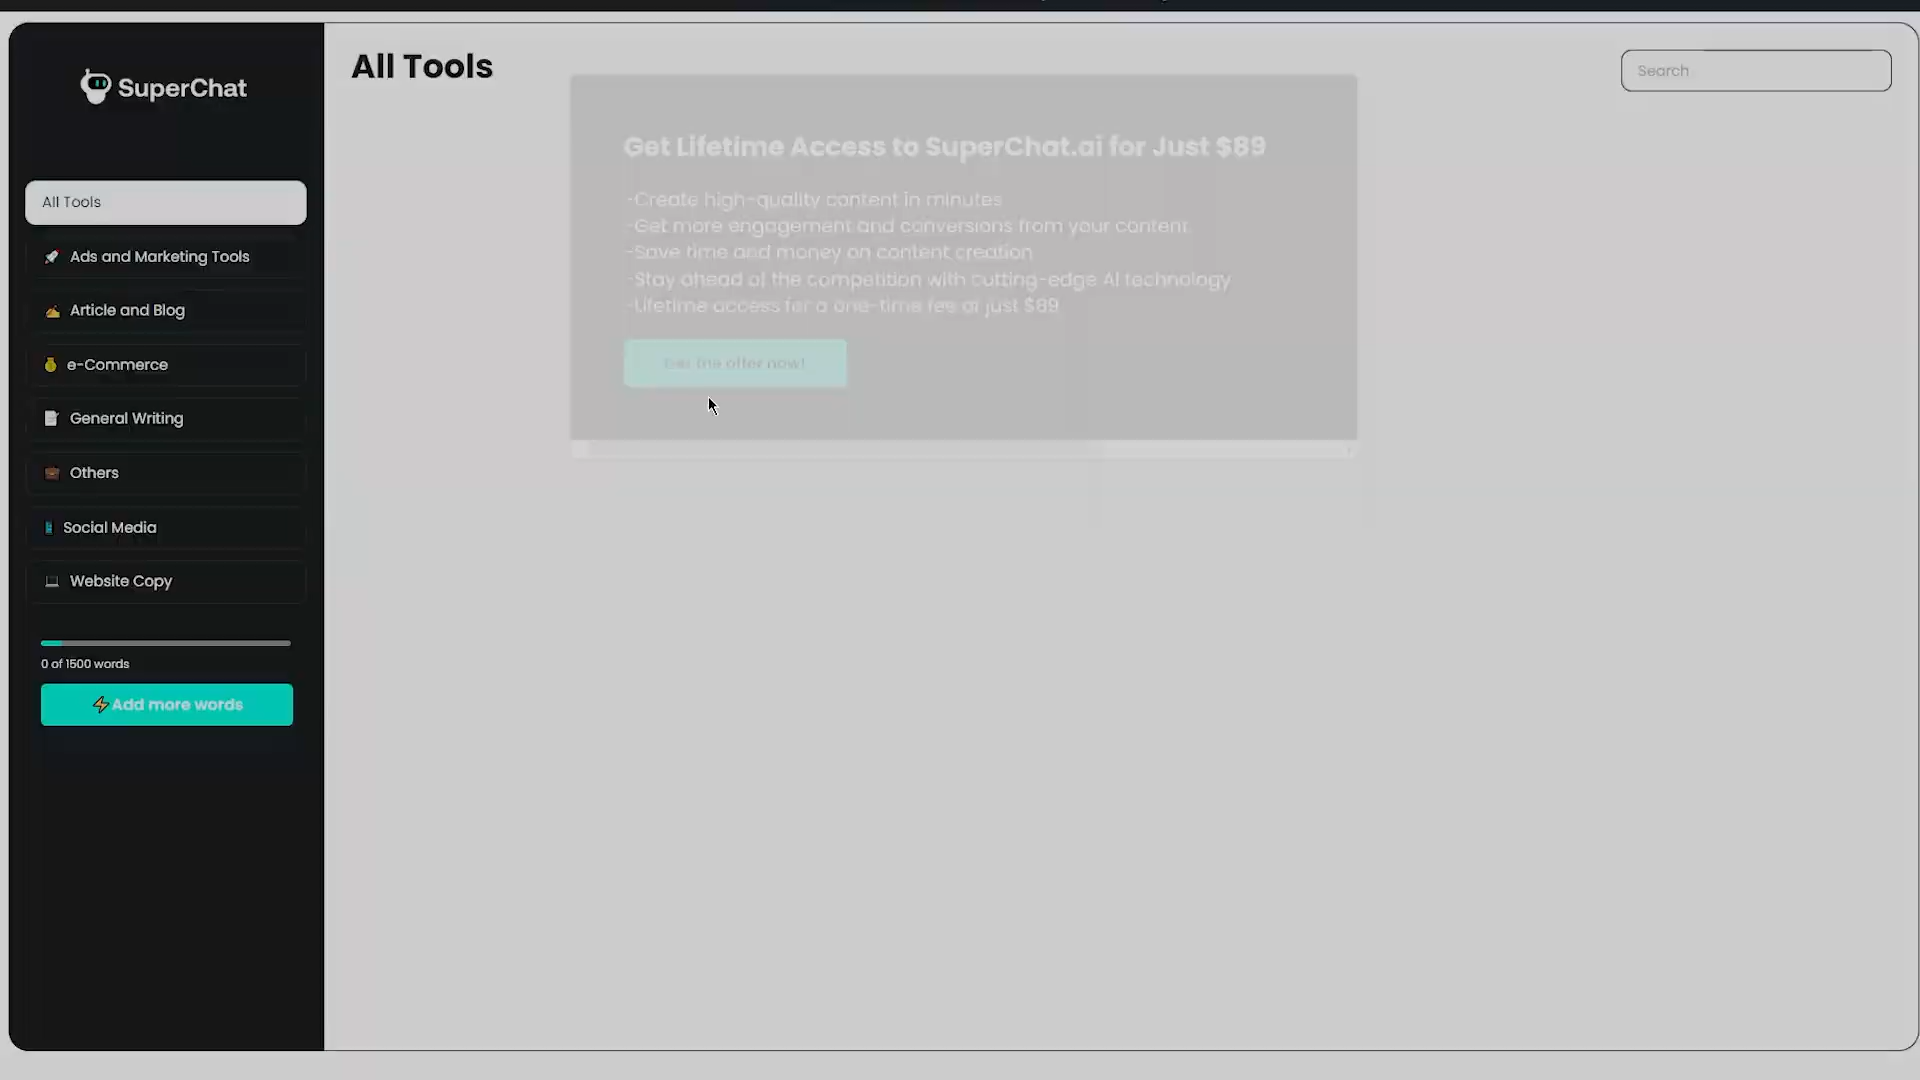 SuperChat
All Tools
Ads and Marketing Tools
Article and Blog
e-Commerce
General Writing
Others
Social Media
Website Copy
0 of 1500 words
Add more words
All Tools
Search
Get Lifetime Access to SuperChat.ai for Just $89
-Create high-quality content in minutes
-Get more engagement and conversions from your content
-Save time and money on content creation
-Stay ahead of the competition with cutting-edge AI technology
-Lifetime access for a one-time fee of just $89
Get the offer now!